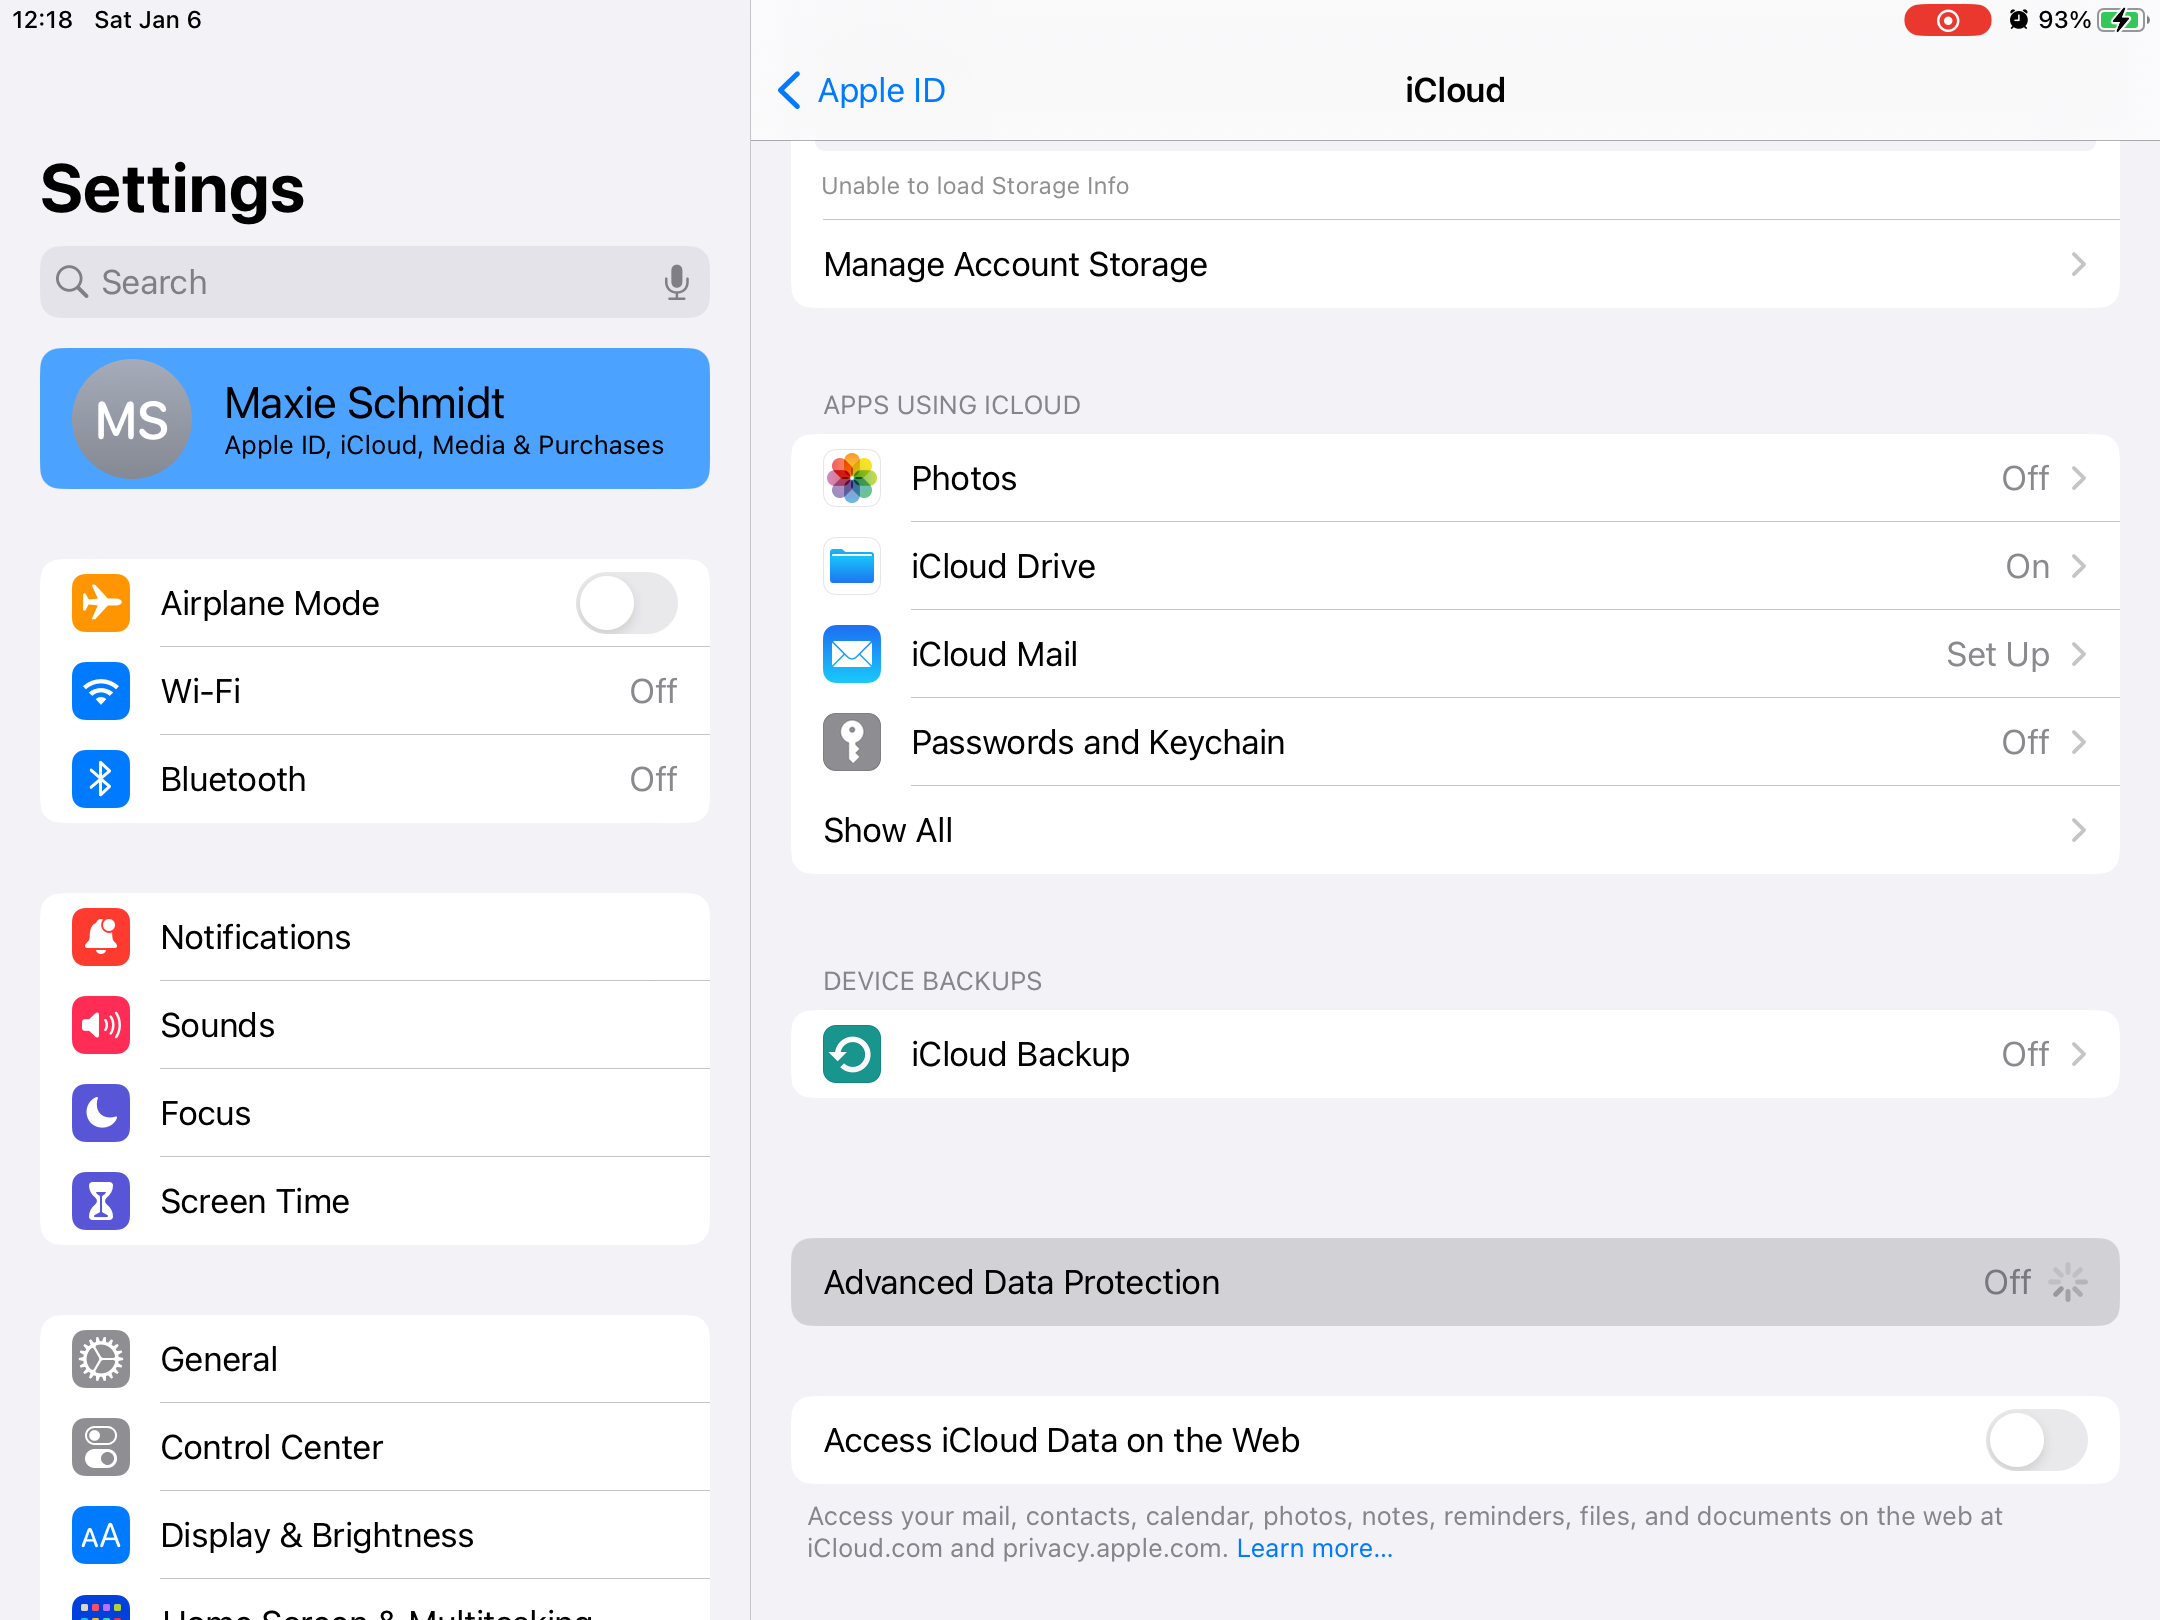 12:18 Sat Jan 6
93%
Settings
Search
MS
Maxie Schmidt
Apple ID, iCloud, Media & Purchases
Airplane Mode
Wi-Fi Off
Bluetooth Off
Notifications
Sounds
Focus
Screen Time
General
Control Center
AA Display & Brightness
Home Screen & Multitasking
Apple ID
iCloud
Unable to load Storage Info
Manage Account Storage
APPS USING ICLOUD
Photos Off
iCloud Drive On
iCloud Mail Set Up
Passwords and Keychain Off
Show All
DEVICE BACKUPS
iCloud Backup Off
Advanced Data Protection Off
Access iCloud Data on the Web
Access your mail, contacts, calendar, photos, notes, reminders, files, and documents on the web at
iCloud.com and privacy.apple.com. Learn more...